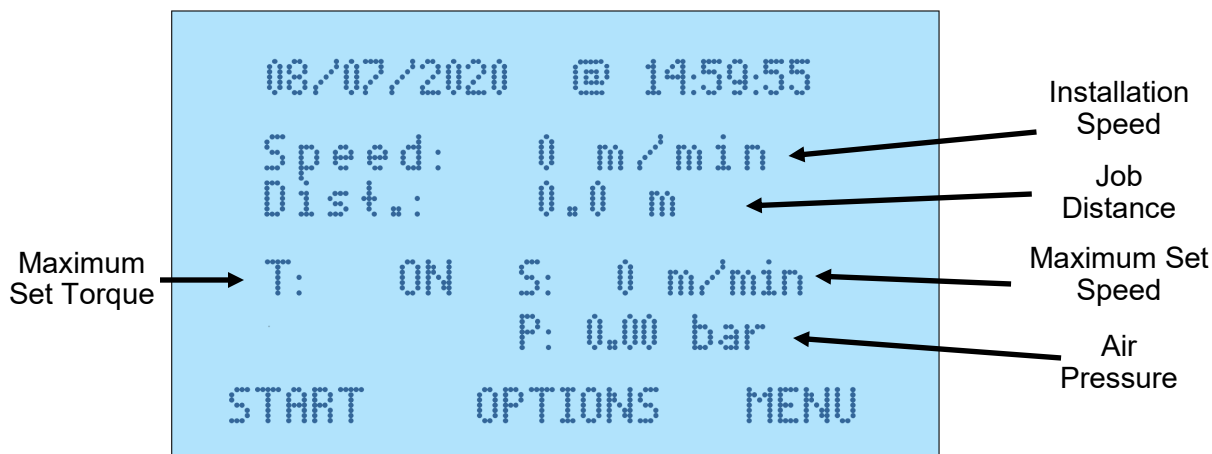 08/07/2020 @ 14:59:55
Installation
Speed
Speed: 0 m/min
Job
Distance
Dist.: 0.0 m
Maximum
Set Torque
T: ON S: 0 m/min
Maximum Set
Speed
P: 0.00 bar
Air
Pressure
START OPTIONS MENU